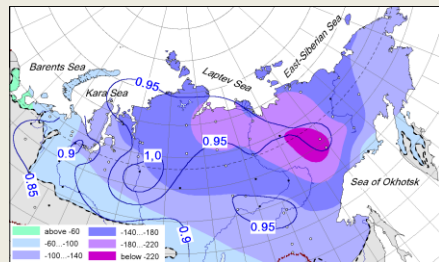 Barents Sea
Kara Sea
Laptev Sea
East-Siberian Sea
Sea of Okhotsk
0.95
0.9
0.85
1,0
0.95
0.95
0.9
above -60
-60...-100
-100...-140
-140...-180
-180...-220
below -220